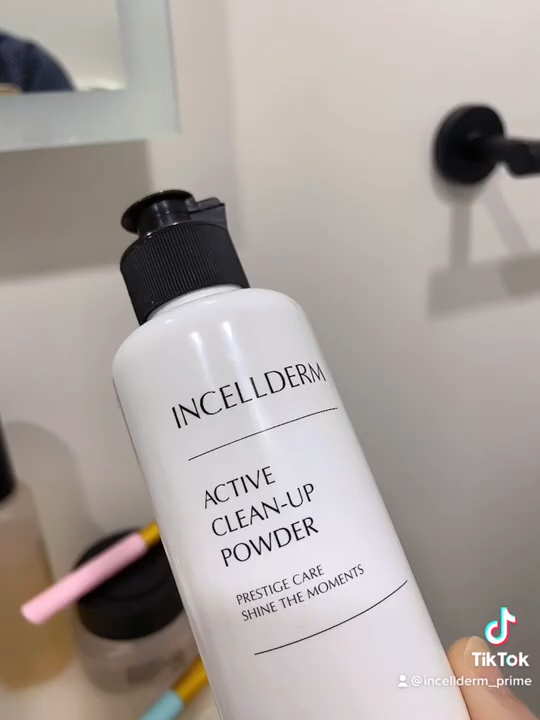 INCELLDERM
ACTIVE
CLEAN-UP
POWDER
PRESTIGE CARE
SHINE THE MOMENTS
TikTok
@incellderm_prime